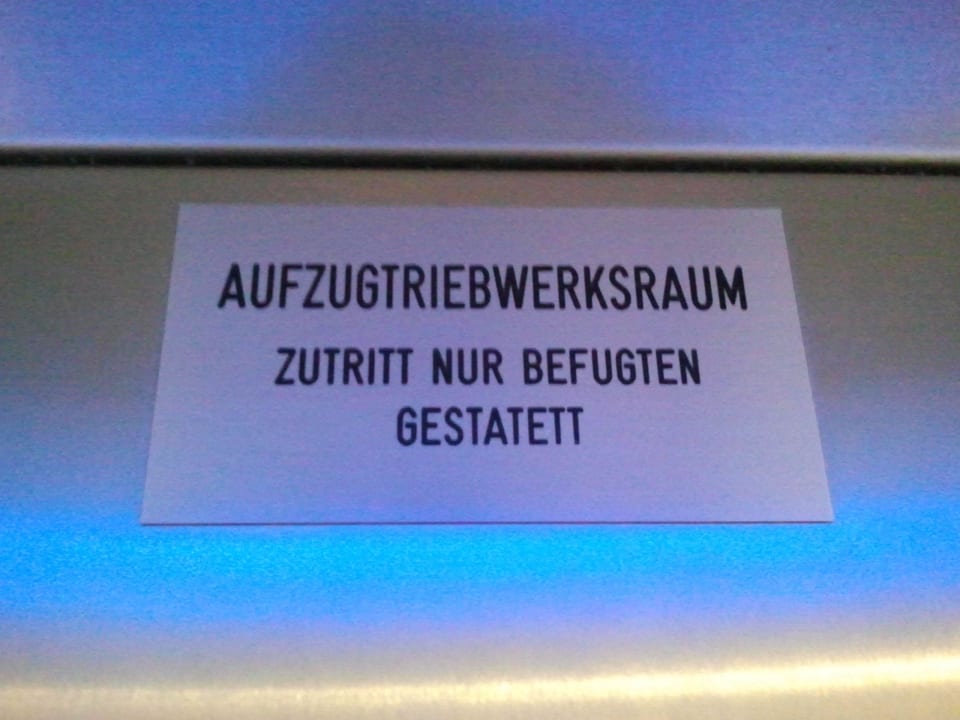 AUFZUGTRIEBWERKSRAUM
ZUTRITT NUR BEFUGTEN
GESTATETT